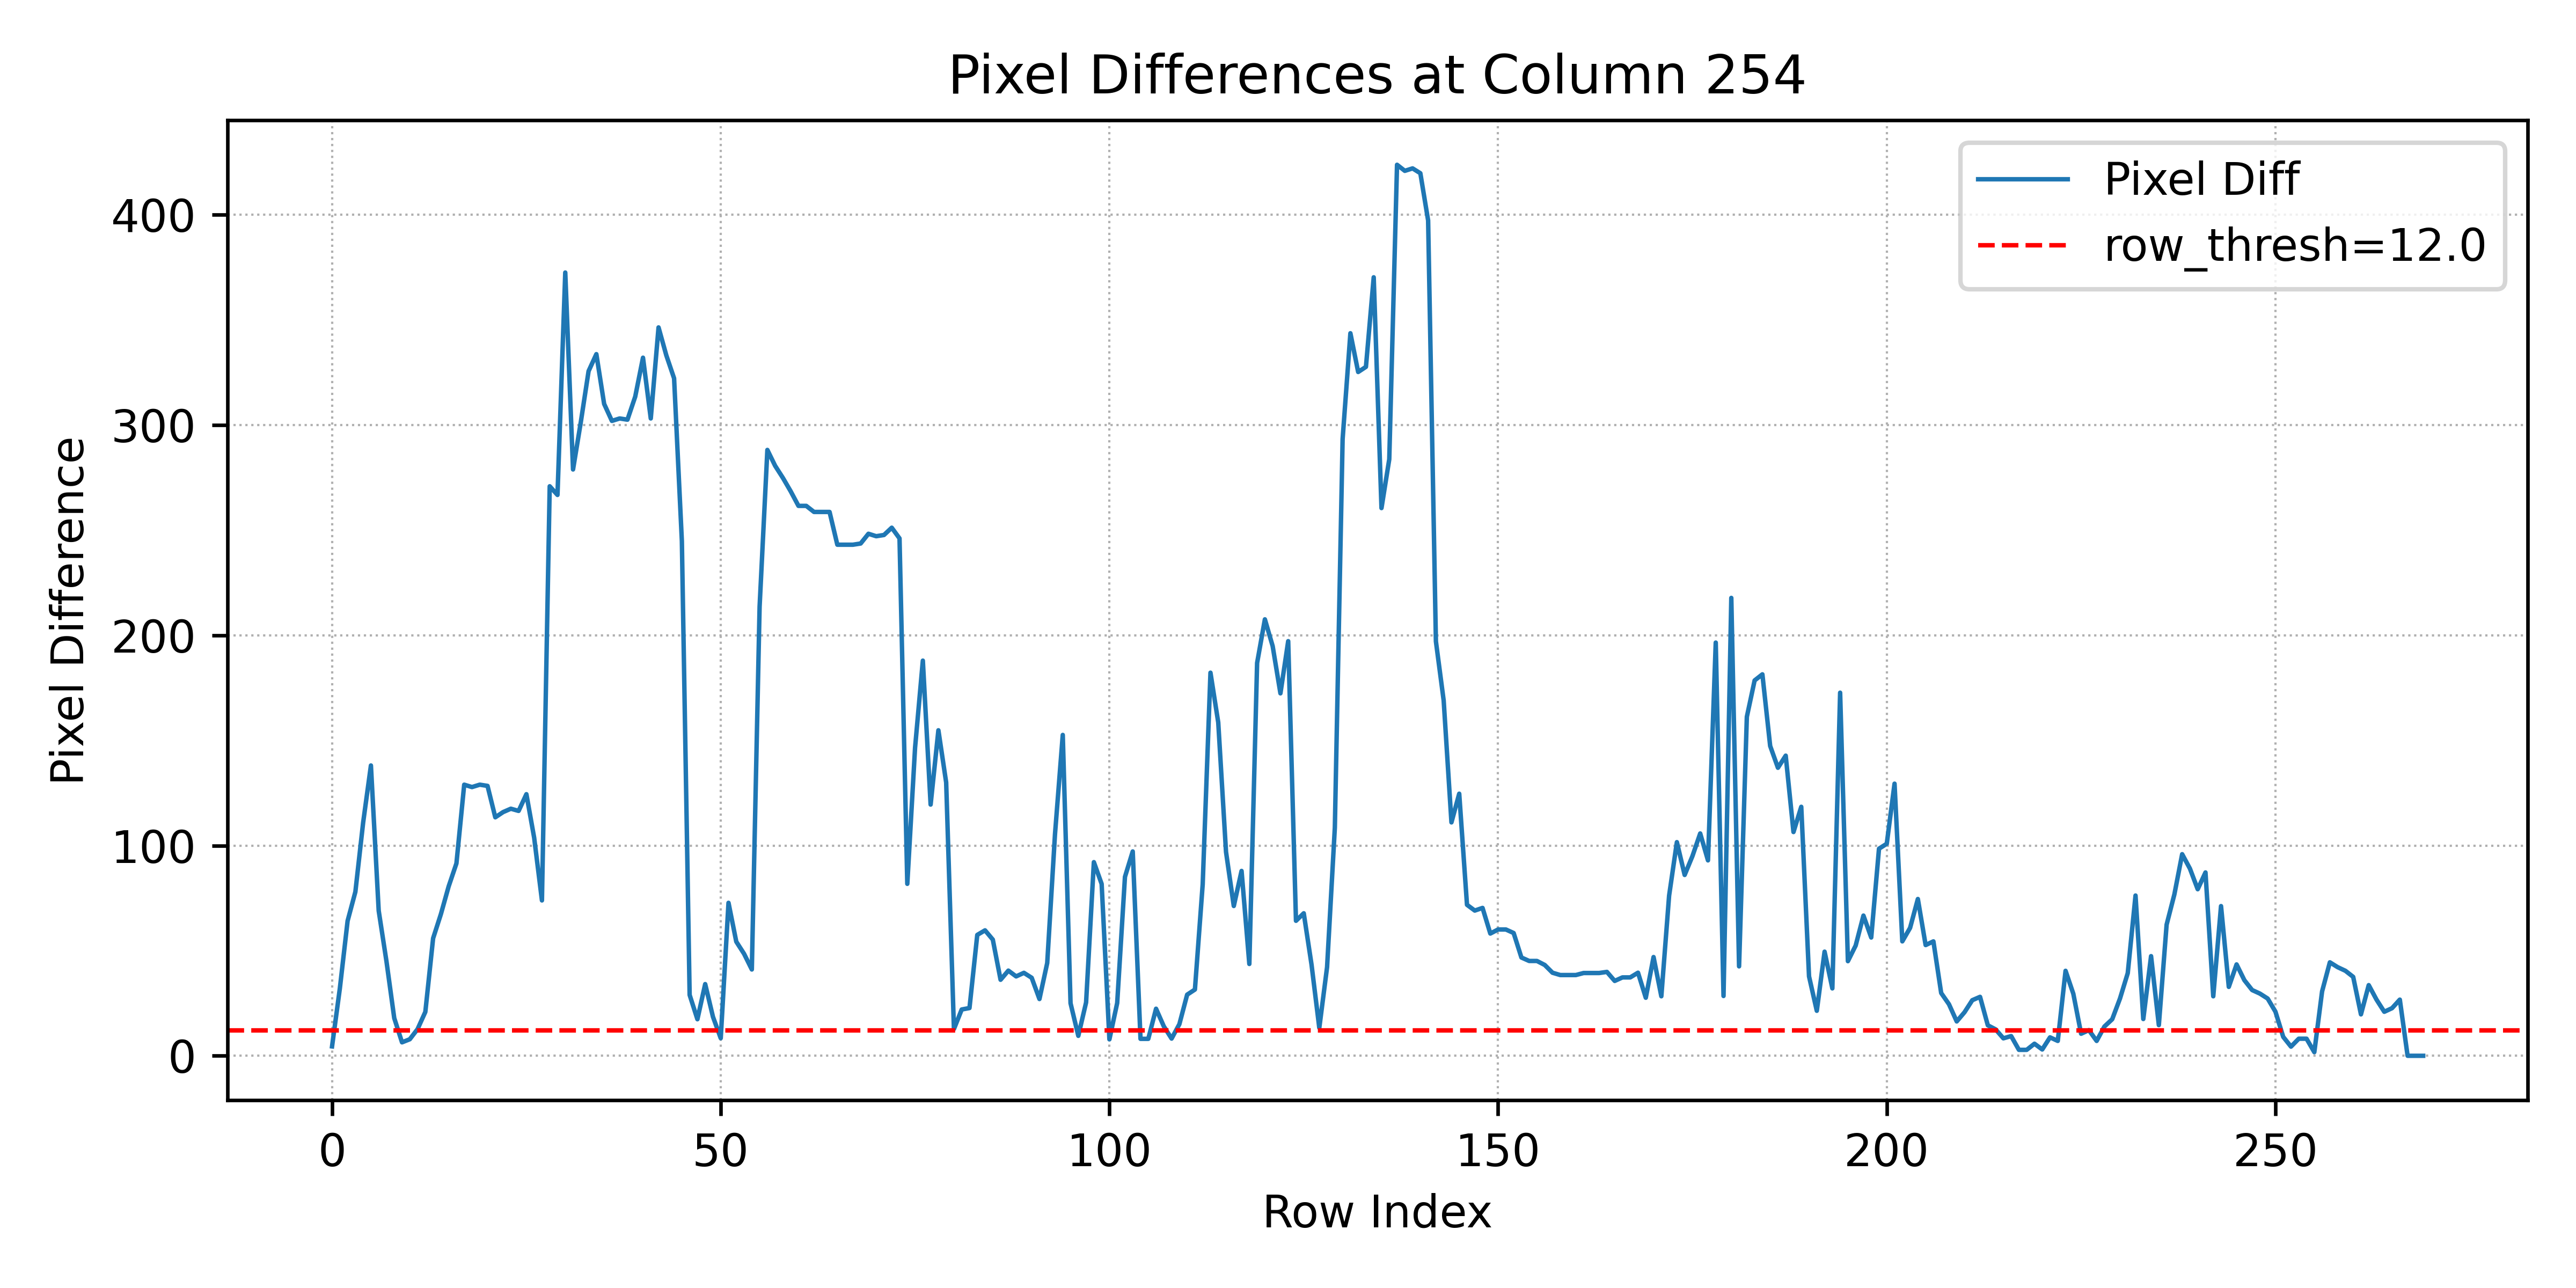 Pixel Differences at Column 254
Pixel Diff
row_thresh=12.0
Pixel Difference
400
300
200
100
0
0 50 100 150 200 250
Row Index